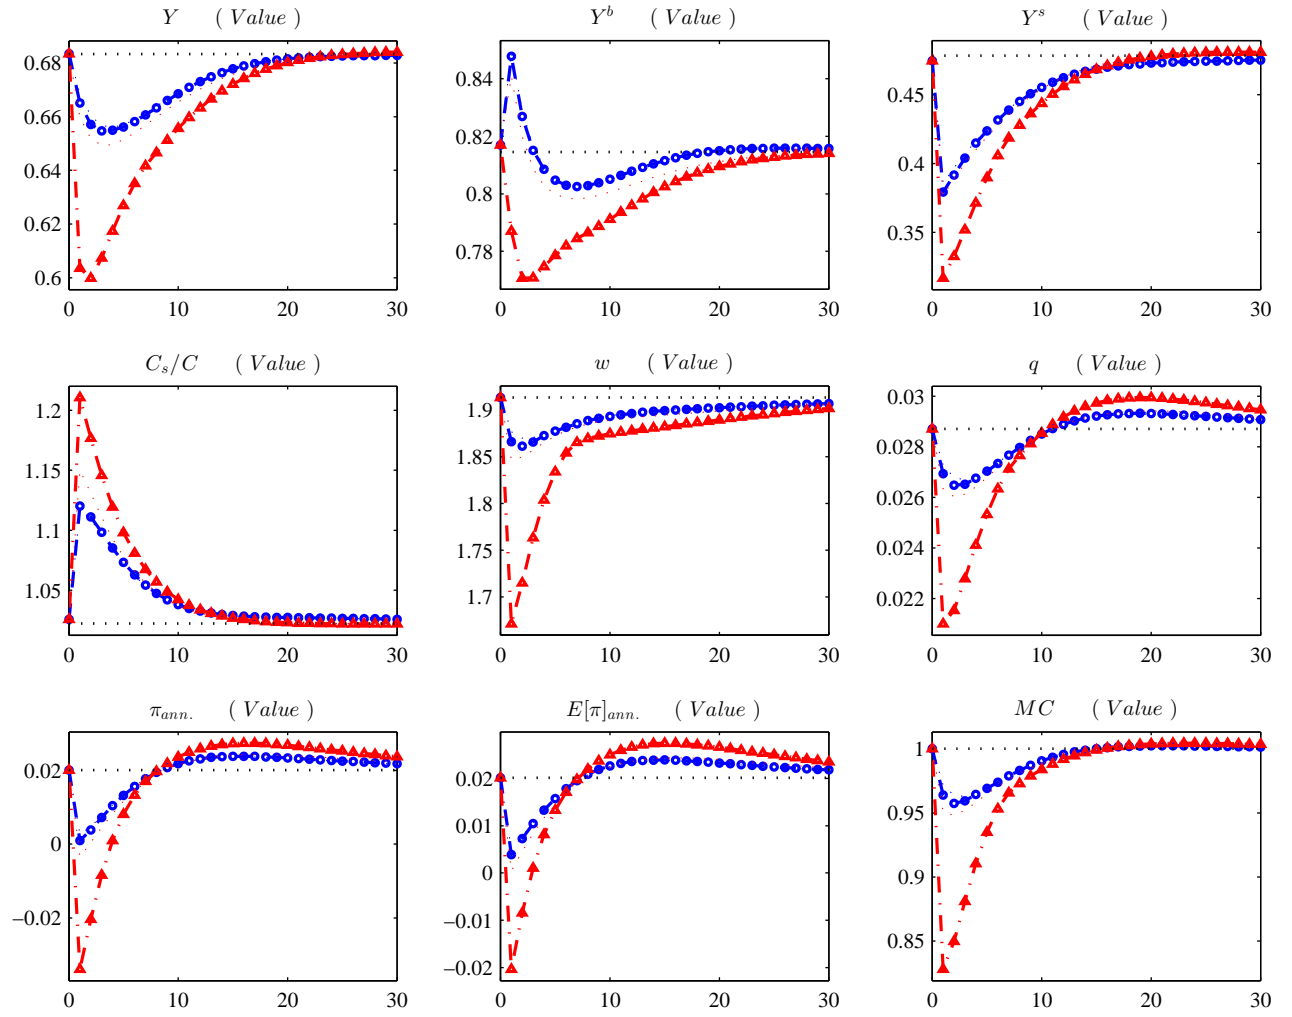 Y ( Value )
Y^b ( Value )
Y^s ( Value )
0.68
0.66
0.64
0.62
0.6
0 10 20 30
0.84
0.82
0.8
0.78
0 10 20 30
0.45
0.4
0.35
0 10 20 30
C_s/C ( Value )
w ( Value )
q ( Value )
1.2
1.15
1.1
1.05
0 10 20 30
1.9
1.85
1.8
1.75
1.7
0 10 20 30
0.03
0.028
0.026
0.024
0.022
0 10 20 30
π_{ann.} ( Value )
E[π]_{ann.} ( Value )
MC ( Value )
0.02
0
−0.02
0 10 20 30
0.02
0.01
0
−0.01
−0.02
0 10 20 30
1
0.95
0.9
0.85
0 10 20 30